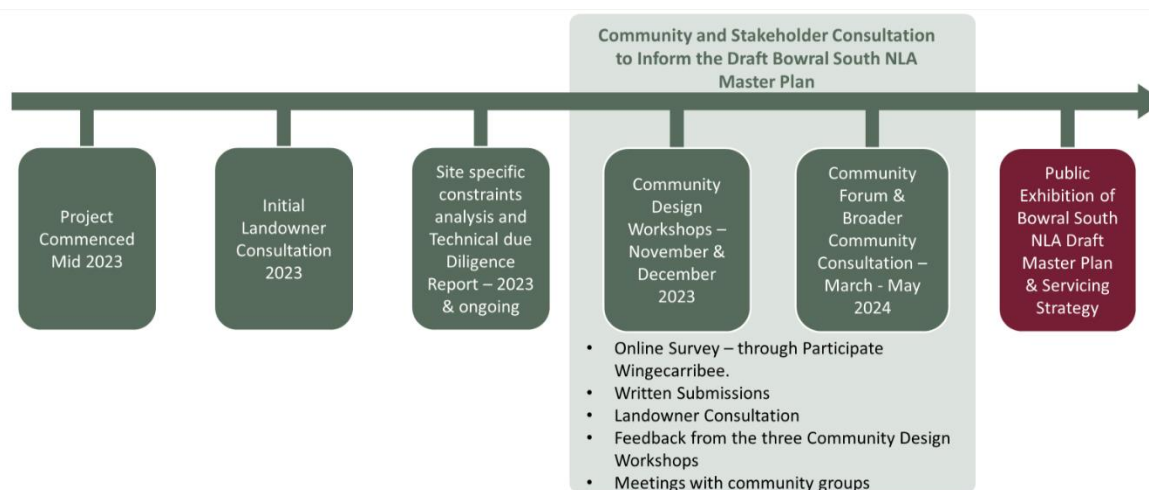 Community and Stakeholder Consultation
to Inform the Draft Bowral South NLA
Master Plan
Project
Commenced
Mid 2023
Initial
Landowner
Consultation
2023
Site specific
constraints
analysis and
Technical due
Diligence
Report – 2023
& ongoing
Community
Design
Workshops –
November &
December
2023
Community
Forum &
Broader
Community
Consultation –
March - May
2024
Public
Exhibition of
Bowral South
NLA Draft
Master Plan
& Servicing
Strategy
• Online Survey – through Participate
Wingecarribee.
• Written Submissions
• Landowner Consultation
• Feedback from the three Community Design
Workshops
• Meetings with community groups